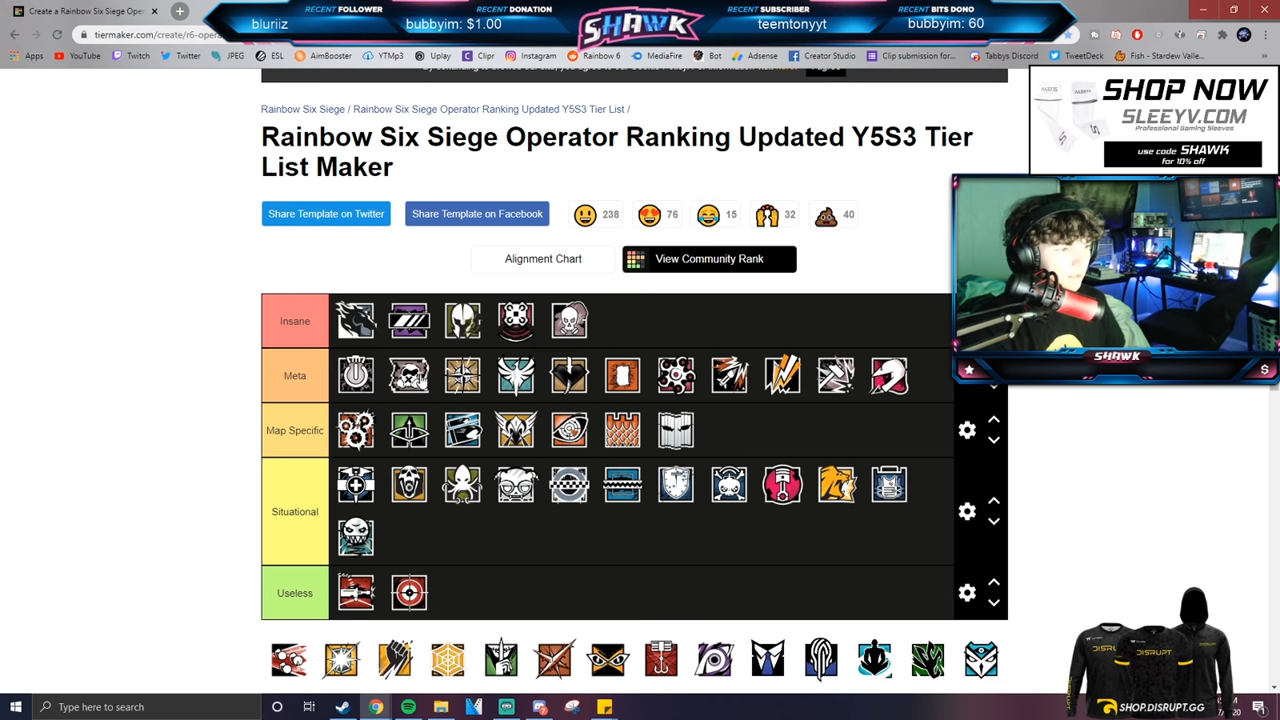 Create a Rainbow Six Siege Ope
RECENT FOLLOWER
bluriiz
RECENT DONATION
bubbyim: $1.00
SHAWK
RECENT SUBSCRIBER
teemtonyyt
RECENT BITS DONO
bubbyim: 60
tiermaker.com/create/r6-opera
Apps
YouTube
Twitch
Twitter
JPEG
ESL
AimBooster
YTMp3
Uplay
Clipr
Instagram
Rainbow 6
MediaFire
Bot
Adsense
Creator Studio
Clip submission for...
Tabbys Discord
TweetDeck
Fish - Stardew Valle...
SHOP NOW
SLEEYV.COM
Professional Gaming Sleeves
use code SHAWK
for 10% off
Rainbow Six Siege / Rainbow Six Siege Operator Ranking Updated Y5S3 Tier List /
Rainbow Six Siege Operator Ranking Updated Y5S3 Tier
List Maker
Share Template on Twitter
Share Template on Facebook
238
76
15
32
40
Alignment Chart
View Community Rank
Insane
Meta
Map Specific
Situational
Useless
SHAWK
DISRUPT
SHOP.DISRUPT.GG
Type here to search